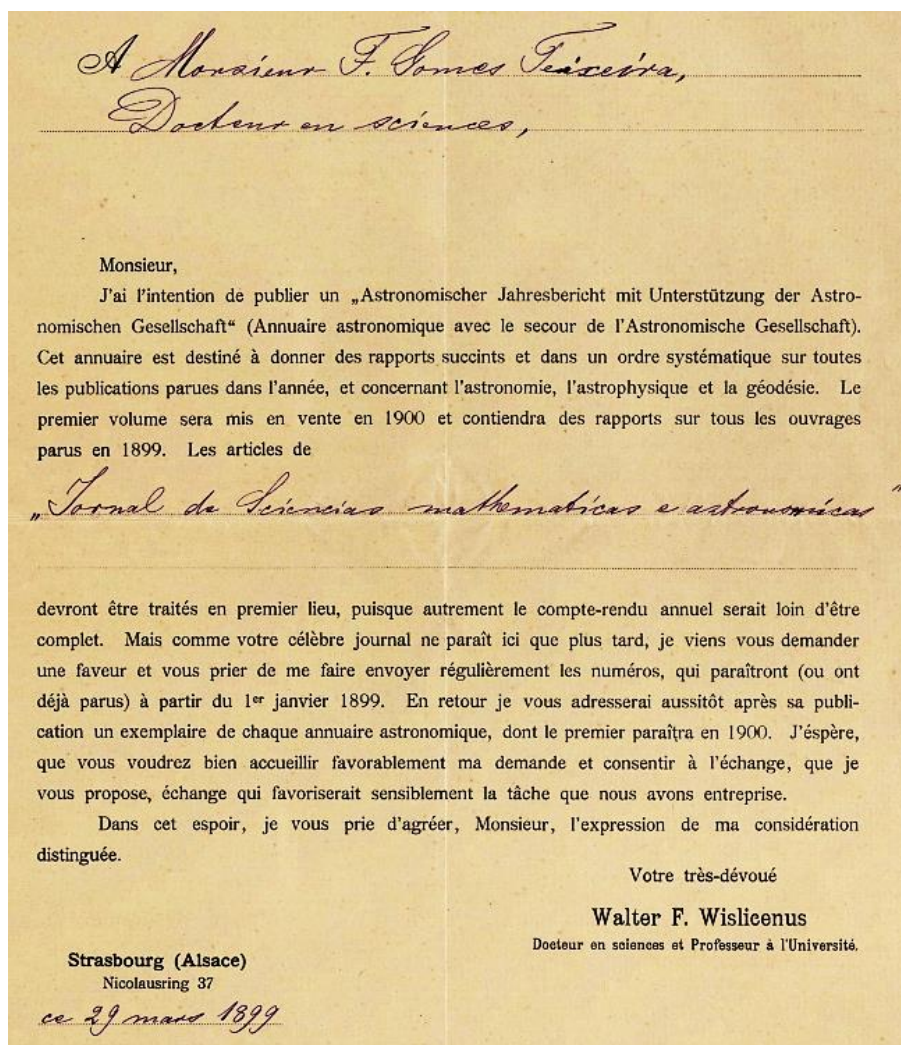 A Monsieur F. Gomes Teixeira,
Docteur en sciences,
Monsieur,
J'ai l'intention de publier un „Astronomischer Jahresbericht mit Unterstützung der Astro-
nomischen Gesellschaft“ (Annuaire astronomique avec le secour de l'Astronomische Gesellschaft).
Cet annuaire est destiné à donner des rapports succints et dans un ordre systématique sur toutes
les publications parues dans l'année, et concernant l'astronomie, l'astrophysique et la géodésie. Le
premier volume sera mis en vente en 1900 et contiendra des rapports sur tous les ouvrages
parus en 1899. Les articles de
„Jornal de Sciencias mathematicas e astronomicas”
devront être traités en premier lieu, puisque autrement le compte-rendu annuel serait loin d'être
complet. Mais comme votre célèbre journal ne paraît ici que plus tard, je viens vous demander
une faveur et vous prier de me faire envoyer régulièrement les numéros, qui paraîtront (ou ont
déjà parus) à partir du 1er janvier 1899. En retour je vous adresserai aussitôt après sa publi-
cation un exemplaire de chaque annuaire astronomique, dont le premier paraîtra en 1900. J'éspère,
que vous voudrez bien accueillir favorablement ma demande et consentir à l'échange, que je
vous propose, échange qui favoriserait sensiblement la tâche que nous avons entreprise.
Dans cet espoir, je vous prie d'agréer, Monsieur, l'expression de ma considération
distinguée.
Votre très-dévoué
Walter F. Wislicenus
Docteur en sciences et Professeur à l'Université.
Strasbourg (Alsace)
Nicolausring 37
ce 29 mars 1899